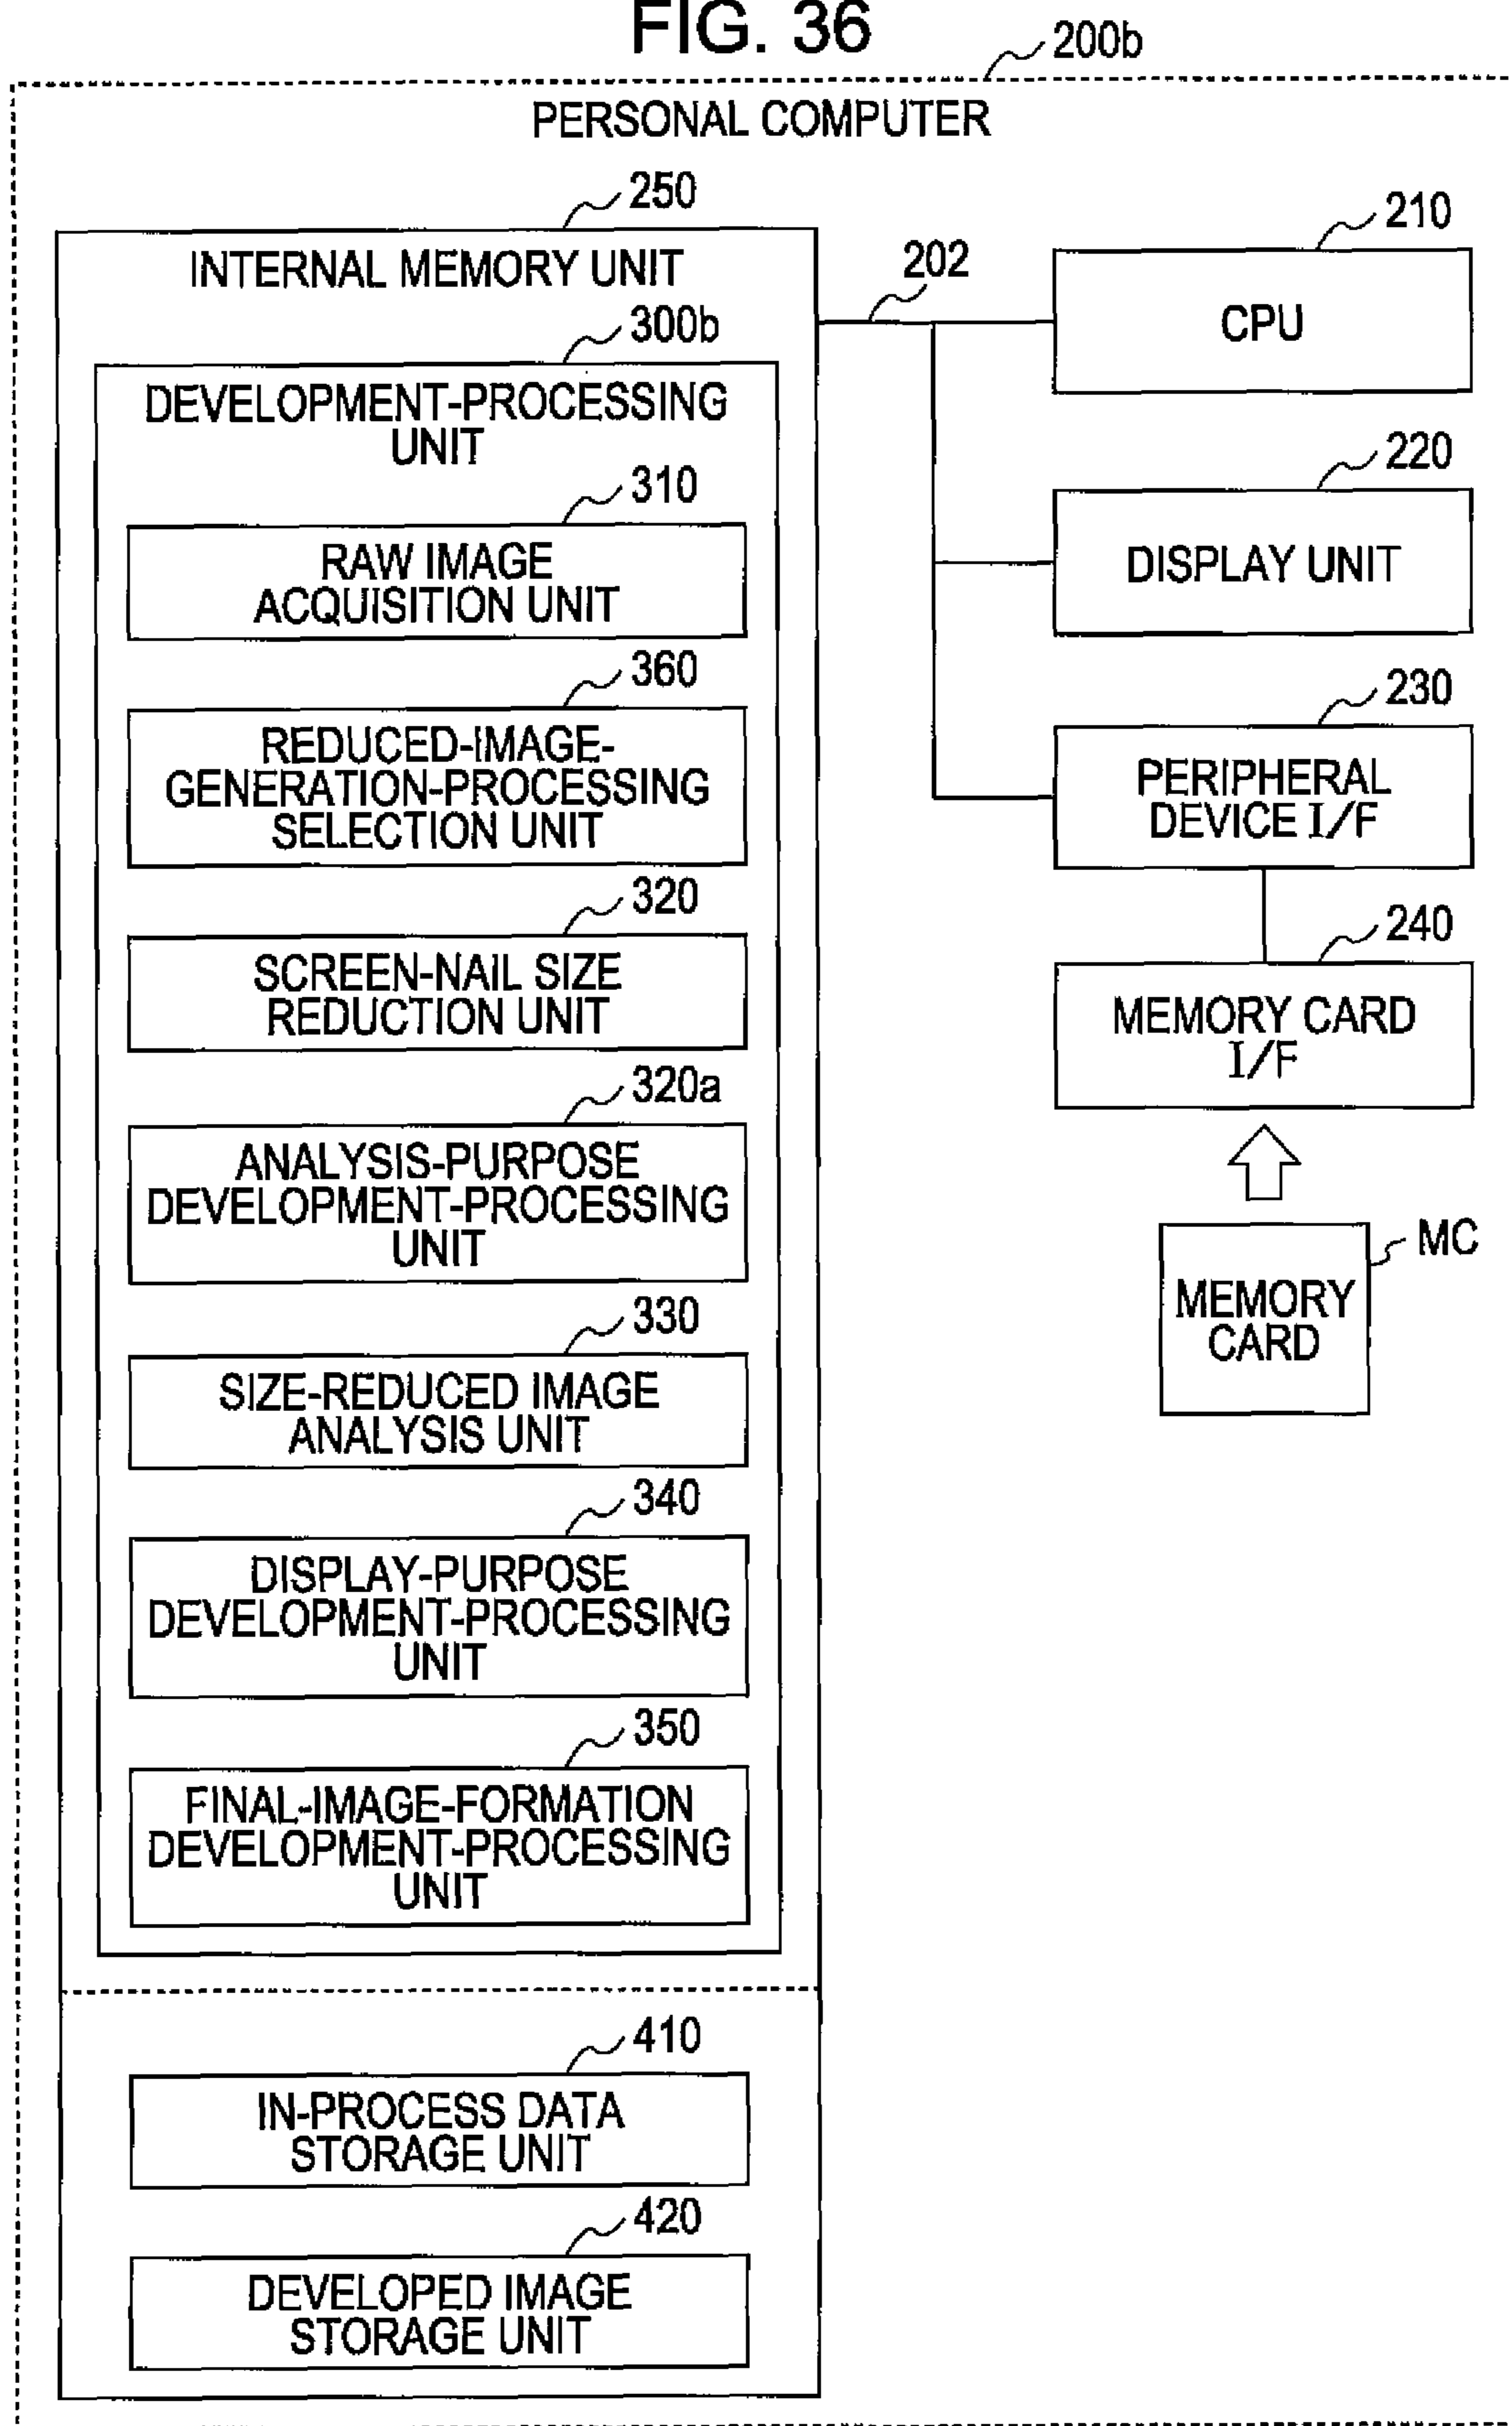 FIG. 36
200b
PERSONAL COMPUTER
250
INTERNAL MEMORY UNIT
300b
DEVELOPMENT-PROCESSING
UNIT
310
RAW IMAGE
ACQUISITION UNIT
360
REDUCED-IMAGE-
GENERATION-PROCESSING
SELECTION UNIT
320
SCREEN-NAIL SIZE
REDUCTION UNIT
320a
ANALYSIS-PURPOSE
DEVELOPMENT-PROCESSING
UNIT
330
SIZE-REDUCED IMAGE
ANALYSIS UNIT
340
DISPLAY-PURPOSE
DEVELOPMENT-PROCESSING
UNIT
350
FINAL-IMAGE-FORMATION
DEVELOPMENT-PROCESSING
UNIT
410
IN-PROCESS DATA
STORAGE UNIT
420
DEVELOPED IMAGE
STORAGE UNIT
202
210
CPU
220
DISPLAY UNIT
230
PERIPHERAL
DEVICE I/F
240
MEMORY CARD
I/F
MC
MEMORY
CARD